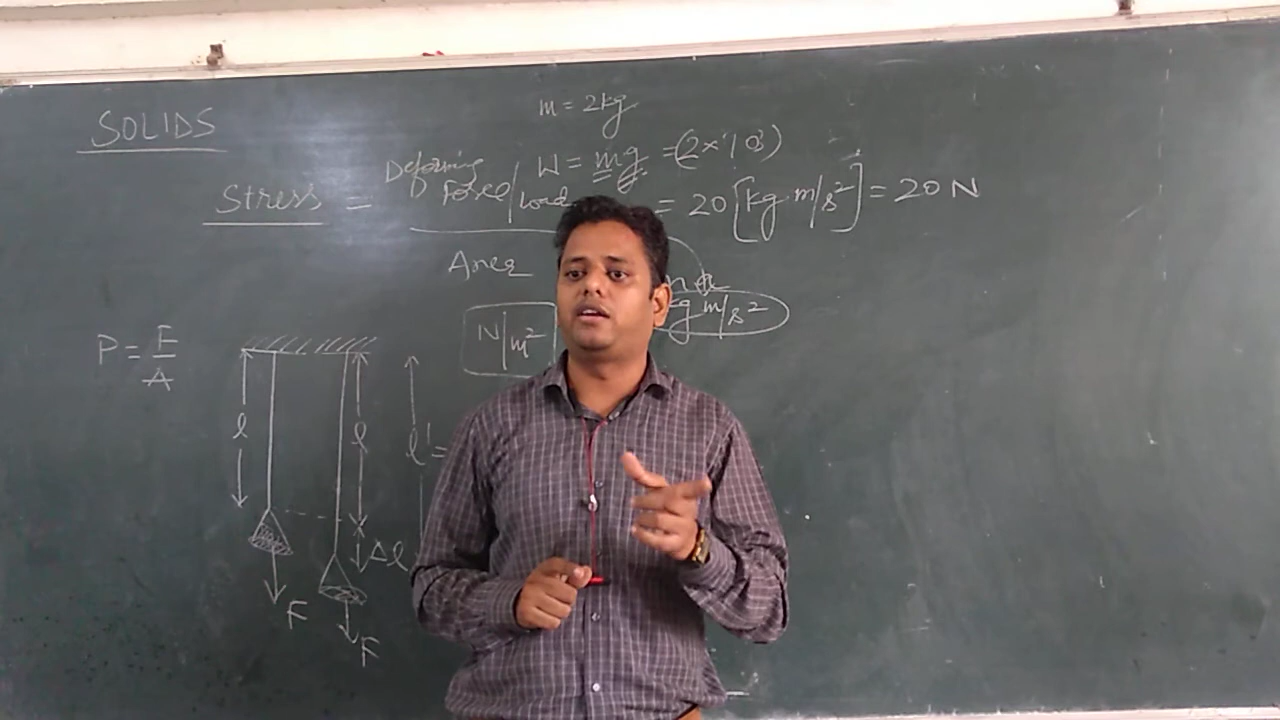 SOLIDS
m = 2kg
W = mg = (2×10)
Stress = Deforming Force/Load
= 20 [kg m/s²] = 20 N
Area
kg m/s²
N/m²
P = F/A
l
l
l' =
Δl
F
F